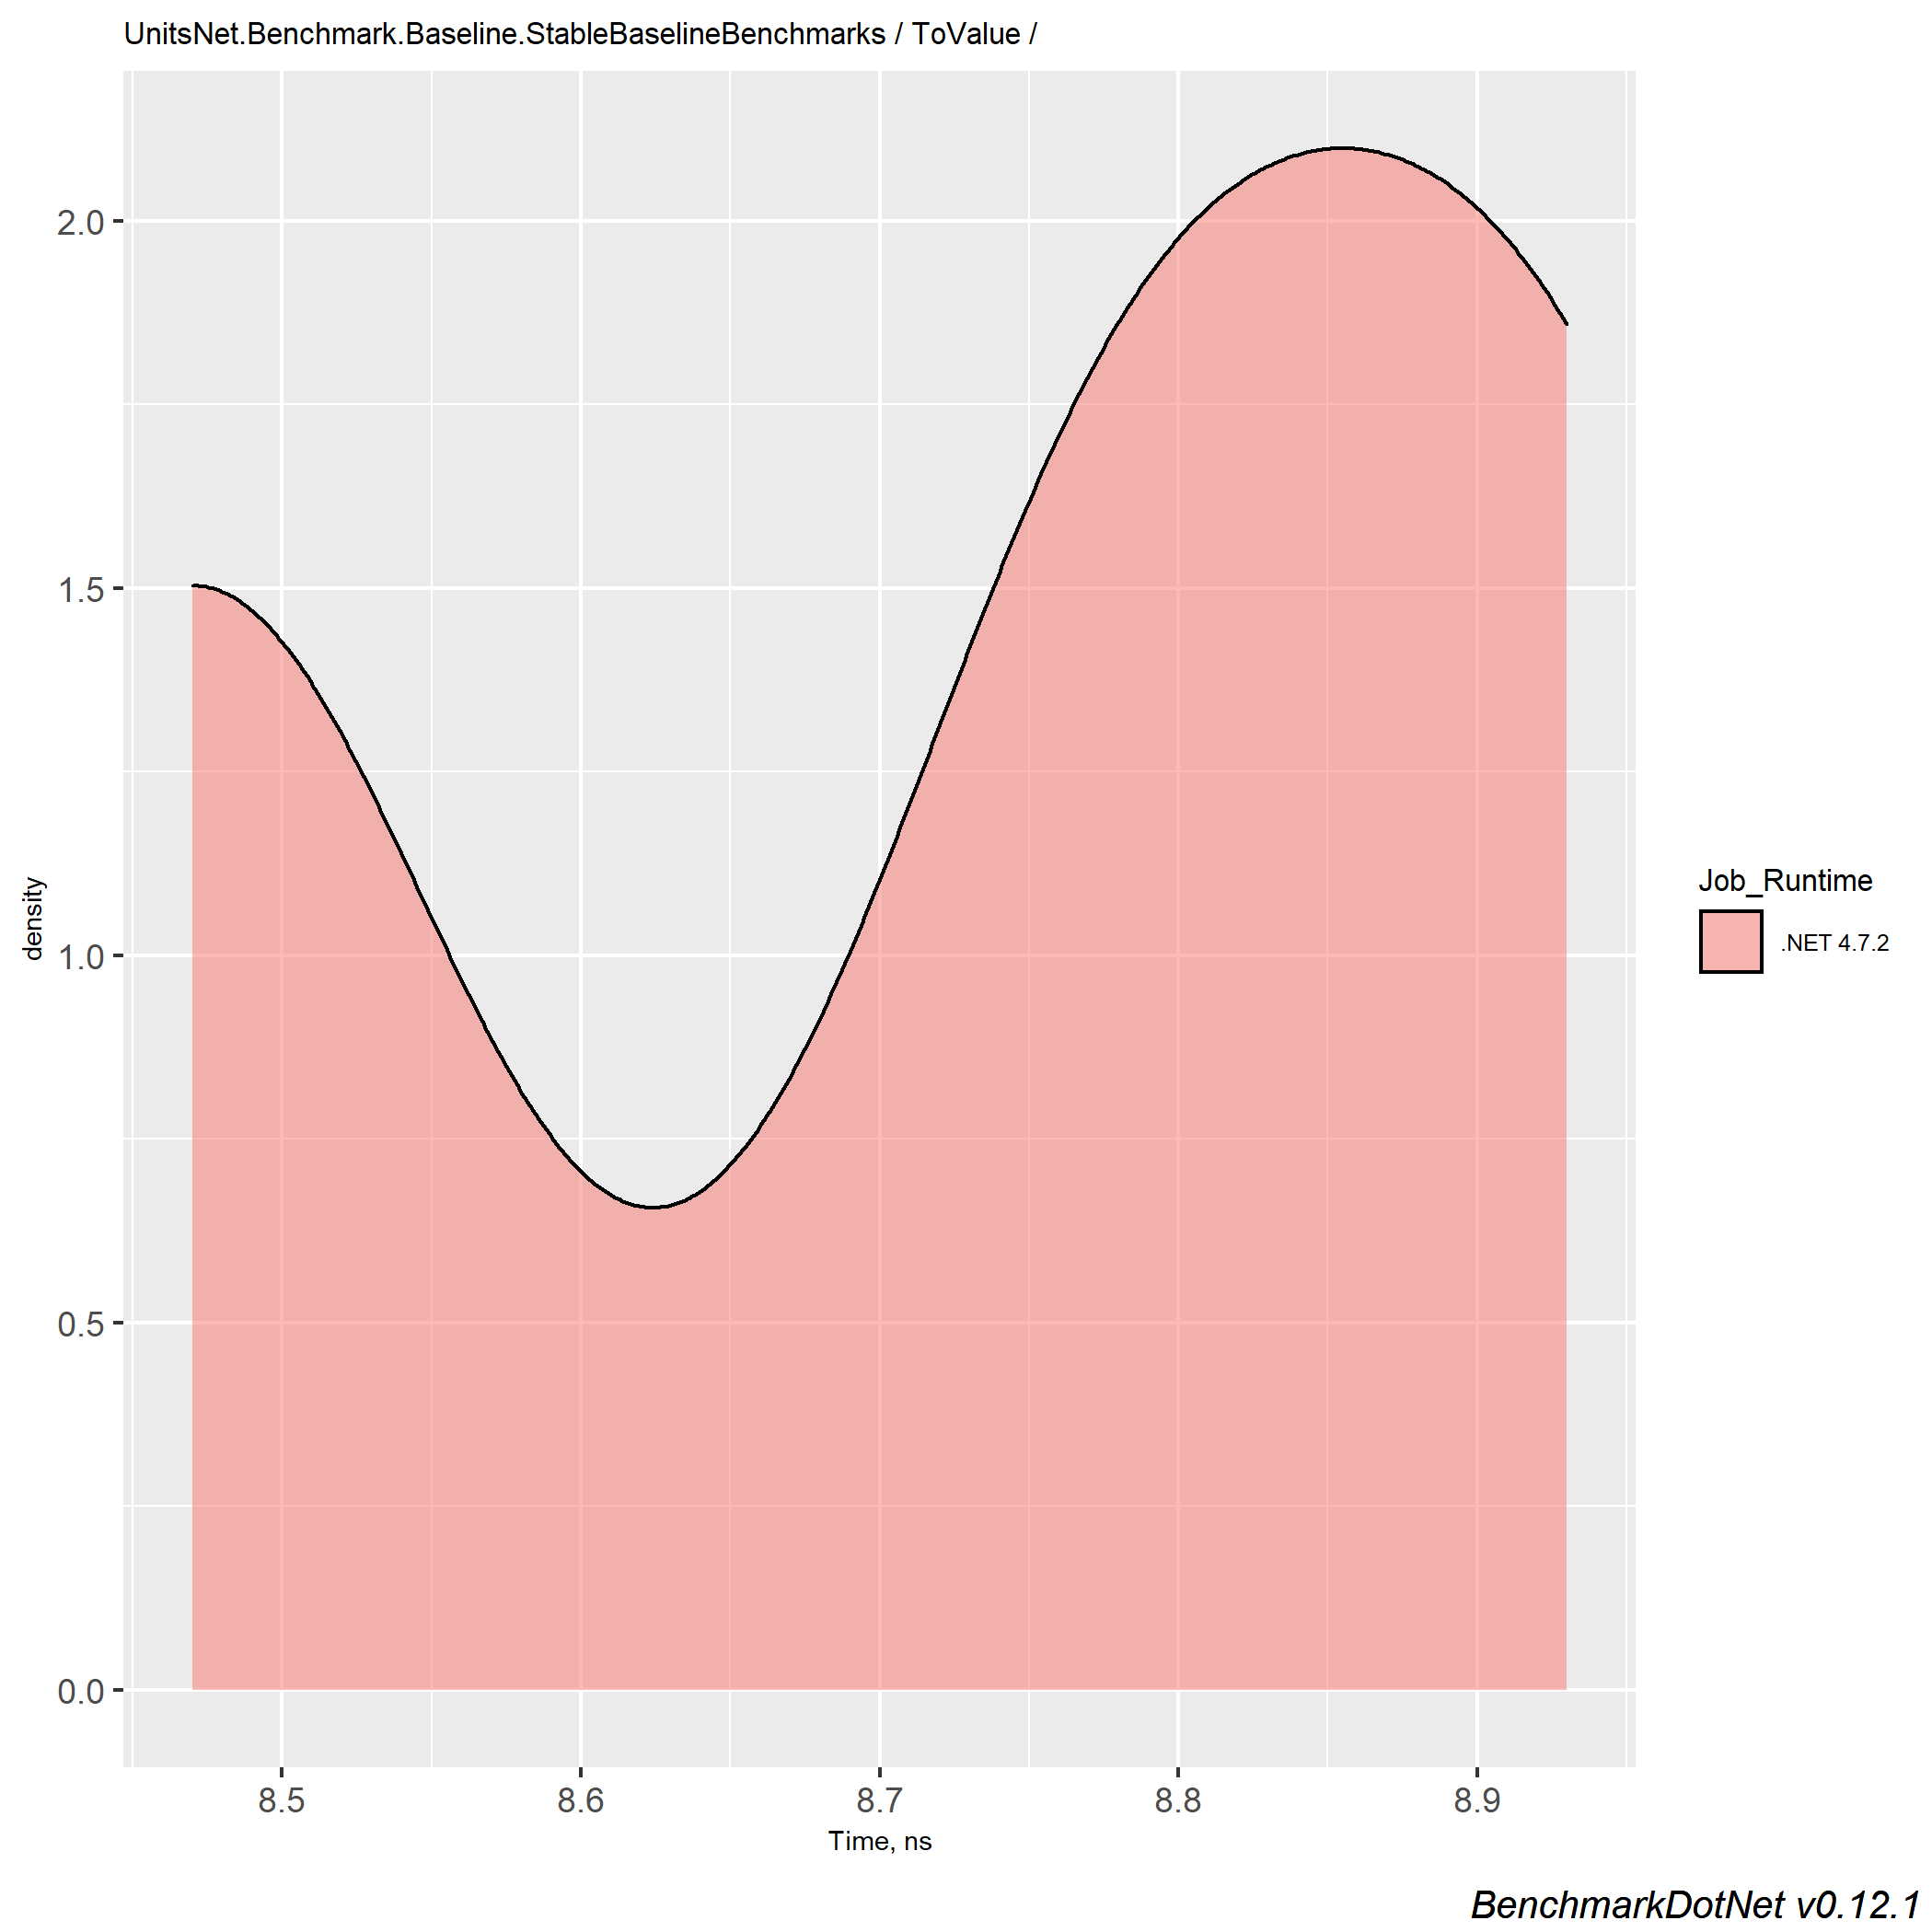 UnitsNet.Benchmark.Baseline.StableBaselineBenchmarks / ToValue /
2.0
1.5
1.0
0.5
0.0
density
8.5 8.6 8.7 8.8 8.9
Time, ns
Job_Runtime
.NET 4.7.2
BenchmarkDotNet v0.12.1